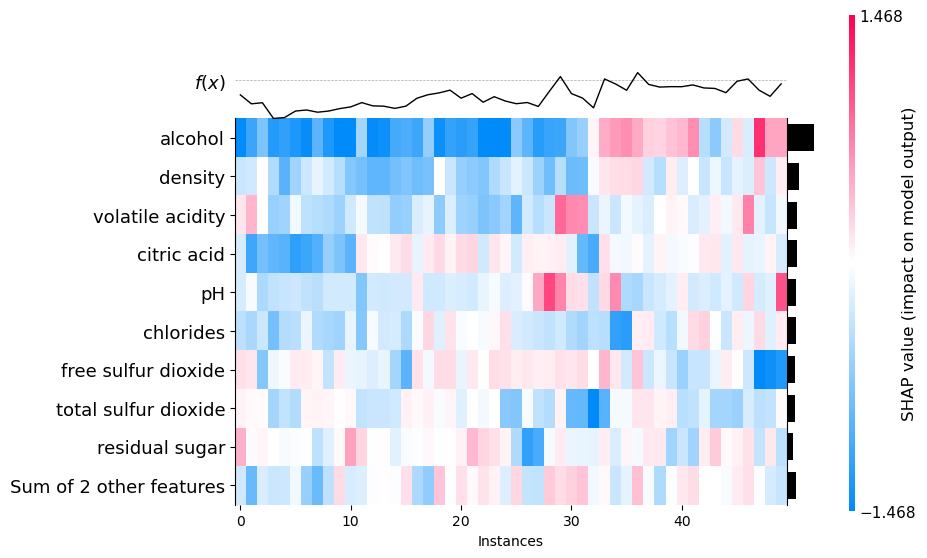 1.468
f(x)
alcohol
density
volatile acidity
citric acid
pH
chlorides
free sulfur dioxide
total sulfur dioxide
residual sugar
Sum of 2 other features
0 10 20 30 40
Instances
SHAP value (impact on model output)
−1.468